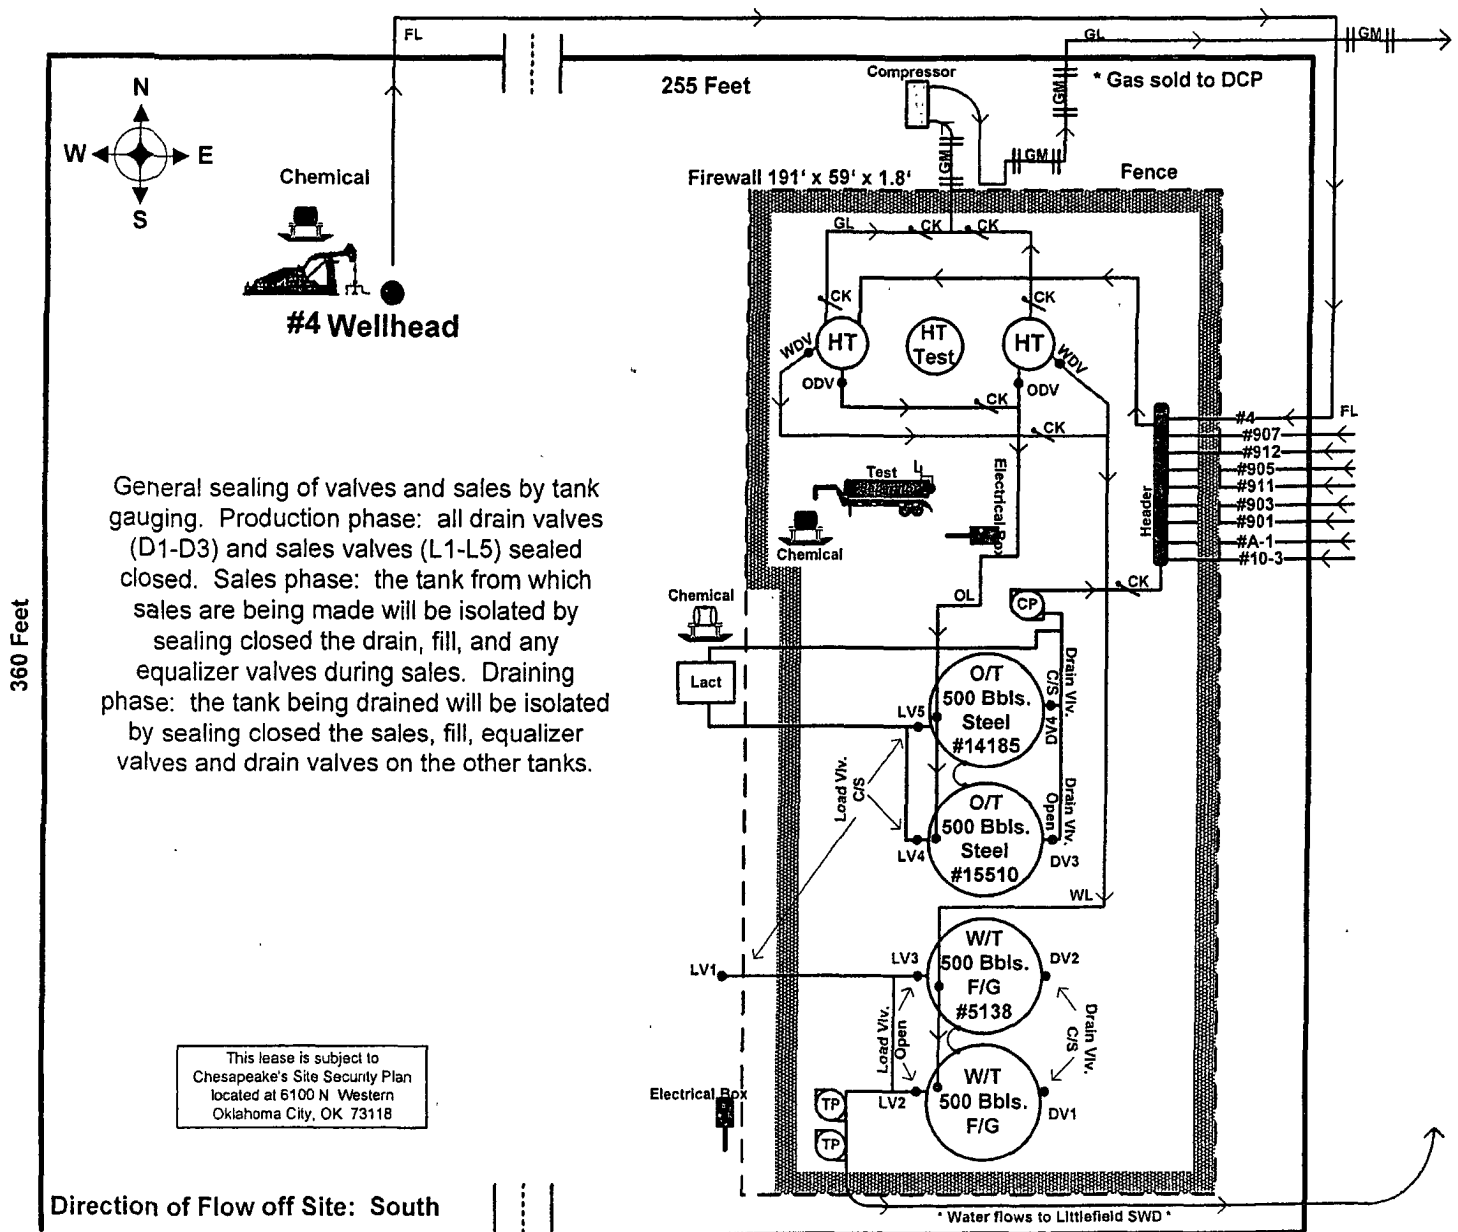 FL
GL
GM
255 Feet
Compressor
* Gas sold to DCP
GM
N
W E
S
GM
GM
Chemical
Firewall 191' x 59' x 1.8'
Fence
GL
CK
CK
#4 Wellhead
CK
CK
HT
HT
Test
HT
WDV
WDV
ODV
ODV
CK
CK
FL
#4
#907
#912
#905
#911
#903
#901
#A-1
#10-3
Header
Test
Electrical Box
Chemical
General sealing of valves and sales by tank
gauging. Production phase: all drain valves
(D1-D3) and sales valves (L1-L5) sealed
closed. Sales phase: the tank from which
sales are being made will be isolated by
sealing closed the drain, fill, and any
equalizer valves during sales. Draining
phase: the tank being drained will be isolated
by sealing closed the sales, fill, equalizer
valves and drain valves on the other tanks.
360 Feet
CK
CP
OL
Chemical
Lact
O/T
500 Bbls.
Steel
#14185
LV5
Drain Vlv.
C/S
DV4
Load Vlv.
C/S
O/T
500 Bbls.
Steel
#15510
LV4
Drain Vlv.
Open
DV3
WL
W/T
500 Bbls.
F/G
#5138
LV3
DV2
LV1
Load Vlv.
Open
Drain Vlv.
C/S
W/T
500 Bbls.
F/G
LV2
DV1
Electrical Box
TP
TP
This lease is subject to
Chesapeake's Site Security Plan
located at 6100 N Western
Oklahoma City, OK 73118
Direction of Flow off Site: South
* Water flows to Littlefield SWD *